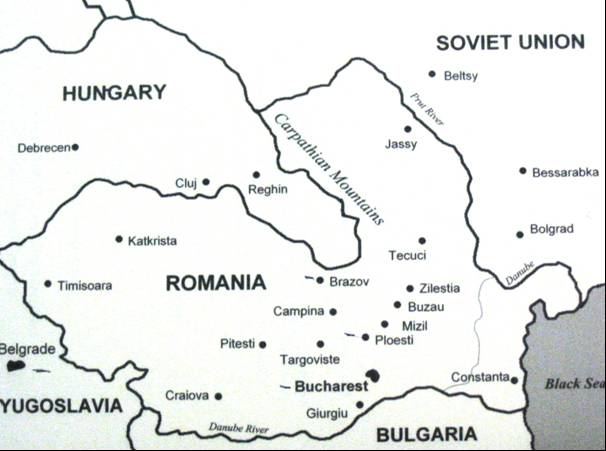 SOVIET UNION
Beltsy
HUNGARY
Prut River
Carpathian Mountains
Jassy
Debrecen
Bessarabka
Cluj
Reghin
Bolgrad
Katkrista
Tecuci
Danube
ROMANIA
Brazov
Timisoara
Zilestia
Buzau
Campina
Mizil
Ploesti
Pitesti
Targoviste
Belgrade
Bucharest
Constanta
Black Sea
Craiova
YUGOSLAVIA
Giurgiu
Danube River
BULGARIA